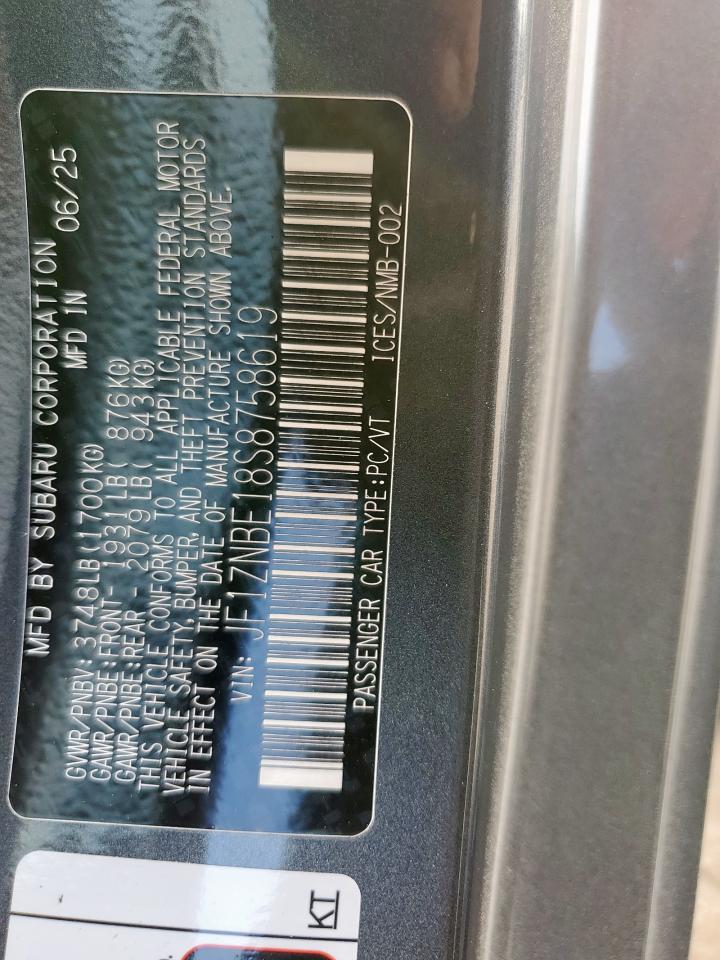 MFD BY SUBARU CORPORATION
MFD IN 06/25
GVWR/PNBV: 3748LB(1700KG)
GAWR/PNBE:FRONT- 1931LB( 876KG)
GAWR/PNBE:REAR - 2079LB( 943KG)
THIS VEHICLE CONFORMS TO ALL APPLICABLE FEDERAL MOTOR
VEHICLE SAFETY, BUMPER, AND THEFT PREVENTION STANDARDS
IN EFFECT ON THE DATE OF MANUFACTURE SHOWN ABOVE.
VIN: JF1ZNBE18S8758619
PASSENGER CAR TYPE:PC/VT ICES/NMB-002
KT